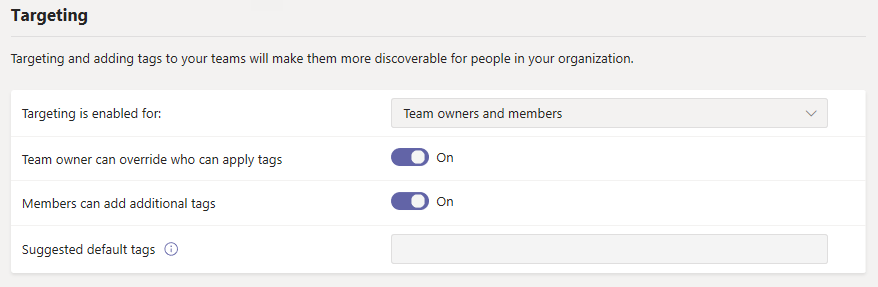 Targeting
Targeting and adding tags to your teams will make them more discoverable for people in your organization.
Targeting is enabled for: Team owners and members
Team owner can override who can apply tags On
Members can add additional tags On
Suggested default tags